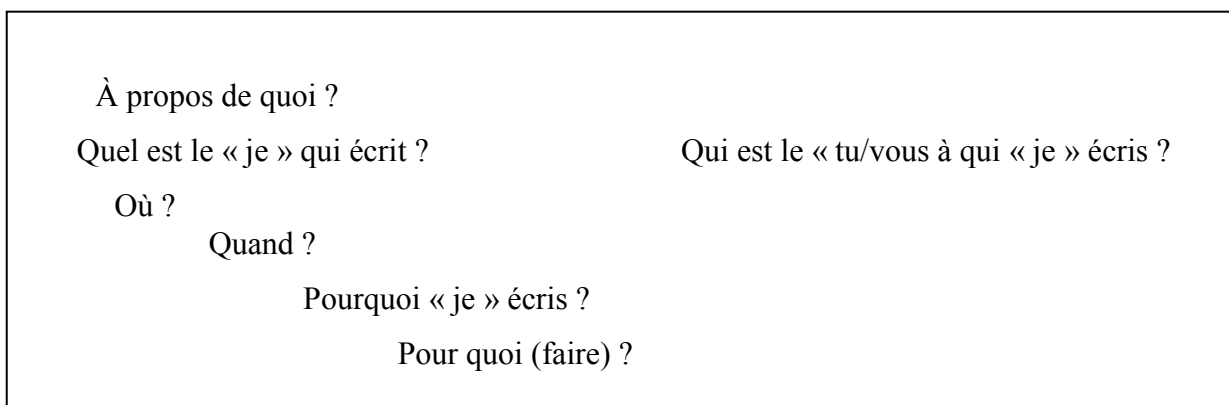 À propos de quoi ?
Quel est le « je » qui écrit ? Qui est le « tu/vous à qui « je » écris ?
Où ?
Quand ?
Pourquoi « je » écris ?
Pour quoi (faire) ?